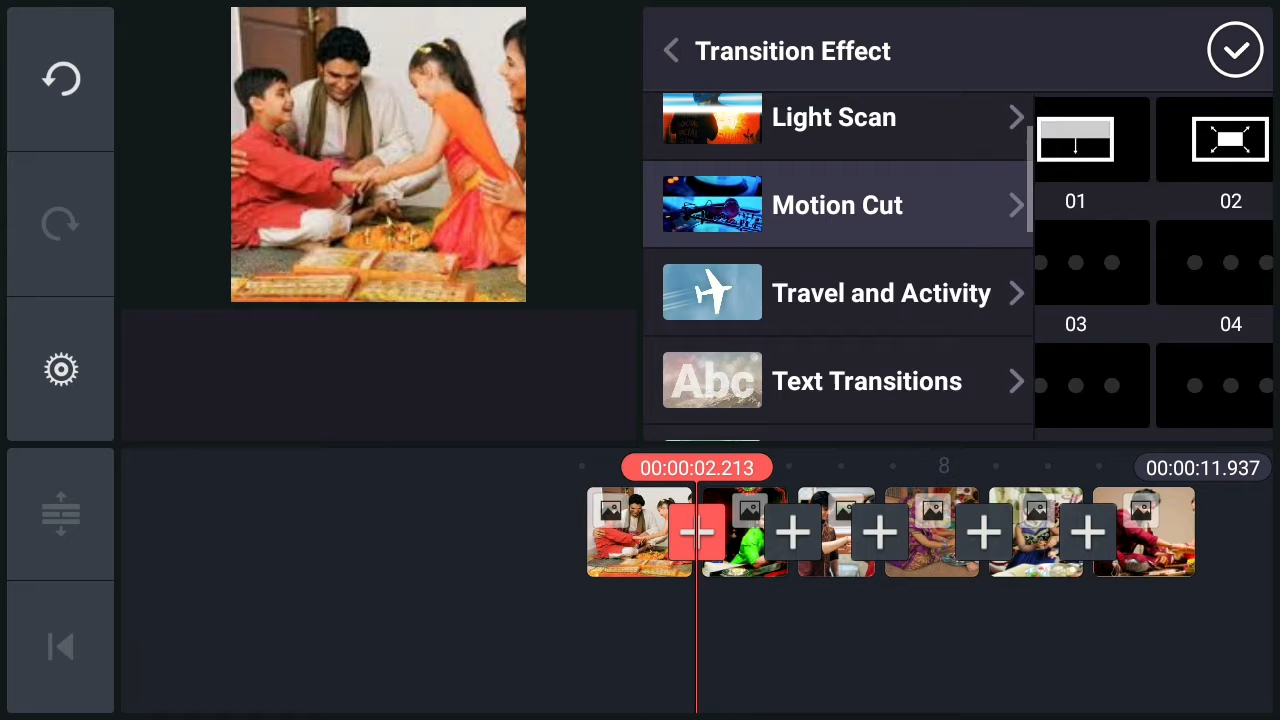 Transition Effect
Light Scan
Motion Cut
Travel and Activity
Abc
Text Transitions
01
02
03
04
00:00:02.213
8
00:00:11.937